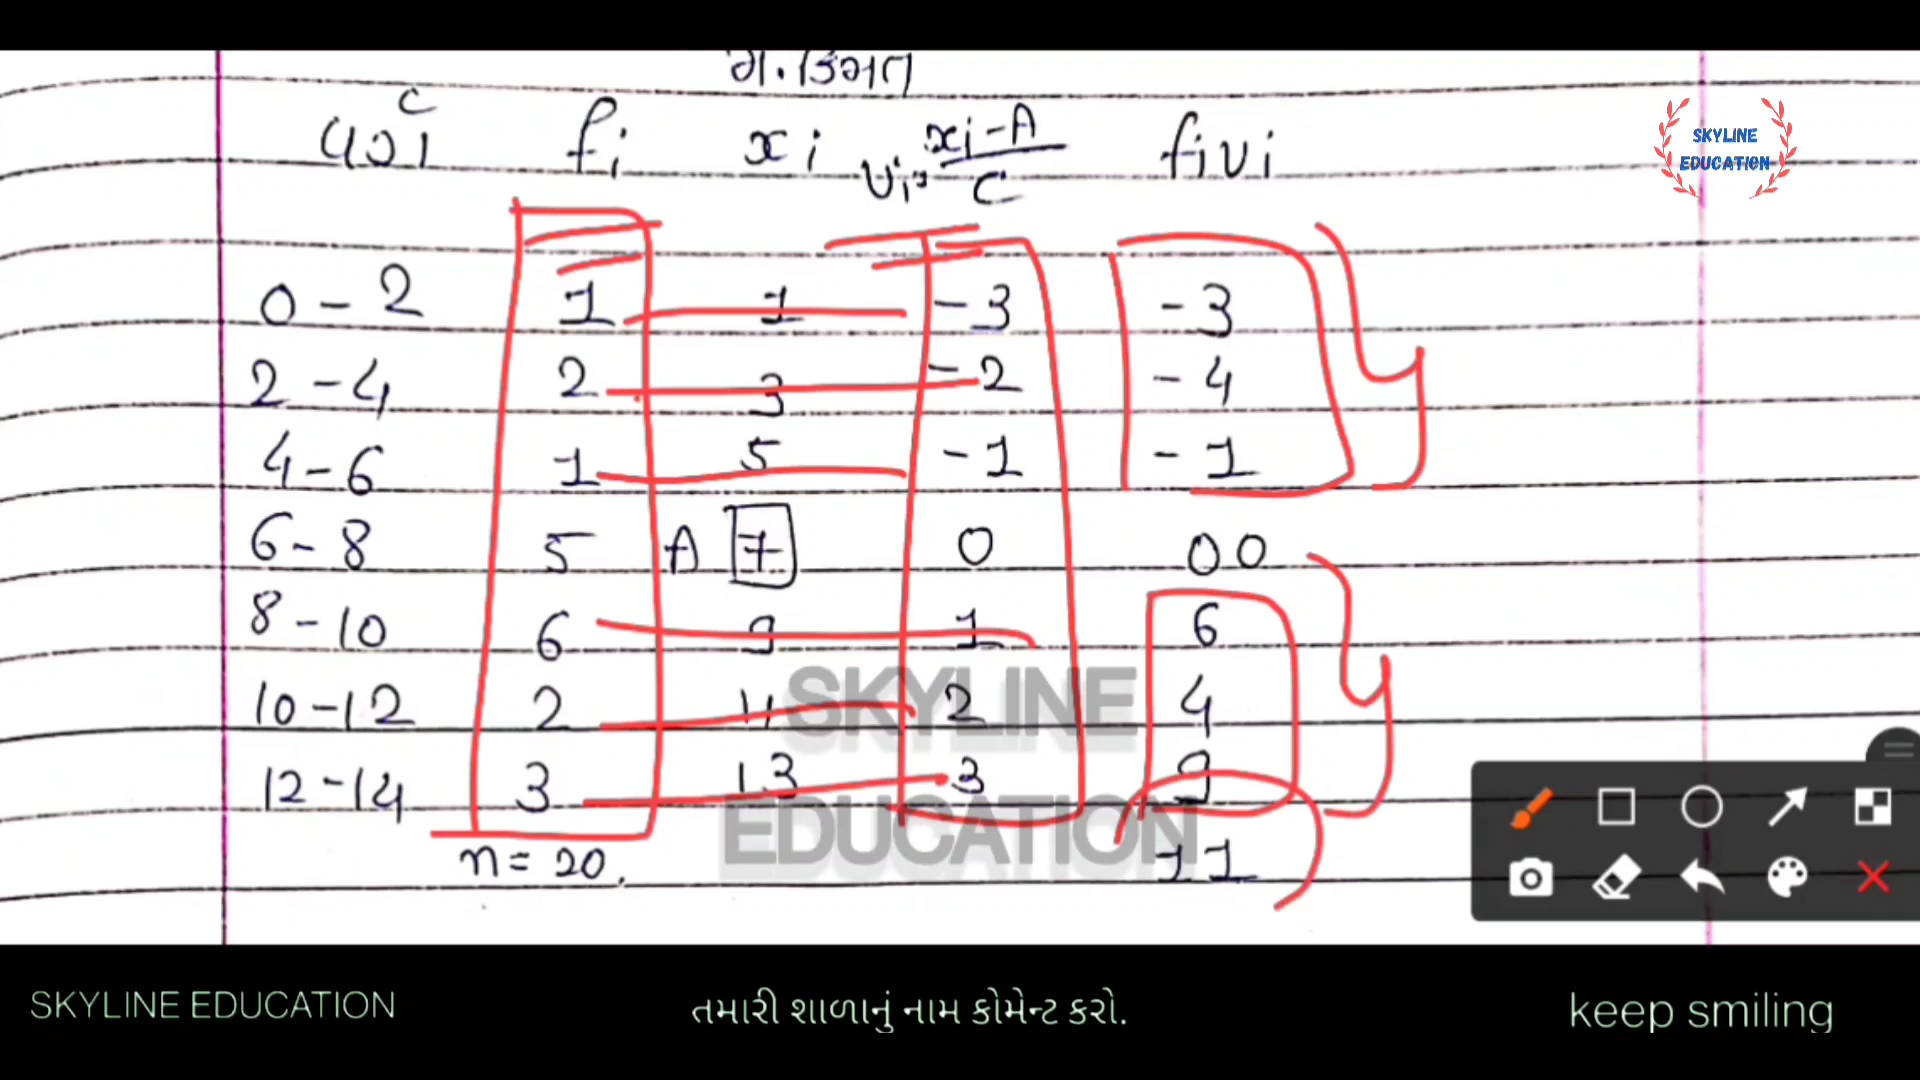 મ. કિંમત
વર્ગ c fi xi ui = xi - A / C fiui
SKYLINE
EDUCATION
0 - 2 1 1 - 3 - 3
2 - 4 2 3 - 2 - 4
4 - 6 1 5 - 1 - 1
6 - 8 5 A 7 0 00
8 - 10 6 9 1 6
10 - 12 2 11 2 4
12 - 14 3 13 3 9
SKYLINE
EDUCATION
n = 20. 11
SKYLINE EDUCATION
તમારી શાળાનું નામ કોમેન્ટ કરો.
keep smiling